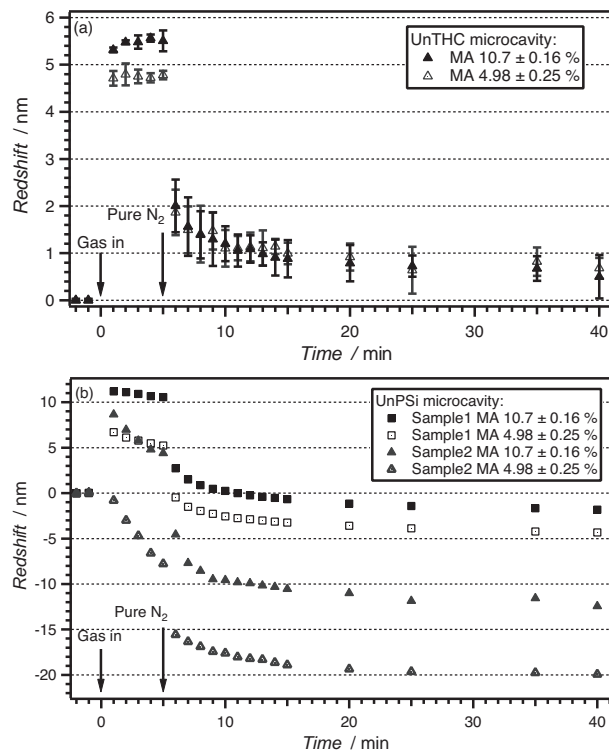 (a)
UnTHC microcavity:
MA 10.7 ± 0.16 %
MA 4.98 ± 0.25 %
Redshift / nm
6
5
4
3
2
1
0
Gas in
Pure N₂
0
10
20
30
40
Time / min
(b)
UnPSi microcavity:
Sample1 MA 10.7 ± 0.16 %
Sample1 MA 4.98 ± 0.25 %
Sample2 MA 10.7 ± 0.16 %
Sample2 MA 4.98 ± 0.25 %
Redshift / nm
10
5
0
-5
-10
-15
-20
Gas in
Pure N₂
0
10
20
30
40
Time / min